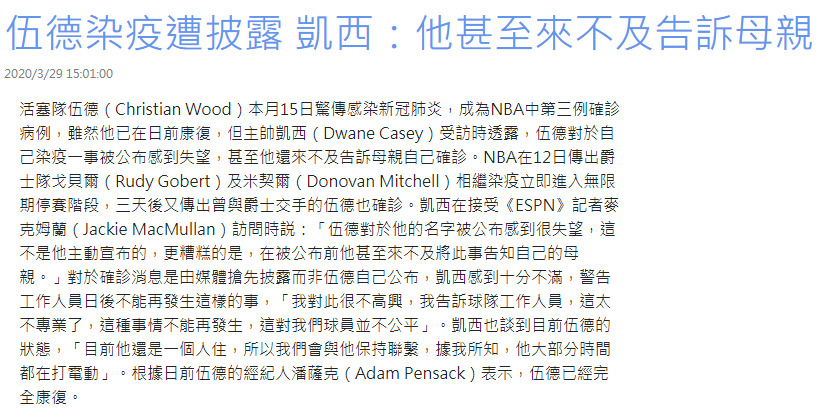 伍德染疫遭披露 凱西：他甚至來不及告訴母親
2020/3/29 15:01:00
活塞隊伍德（Christian Wood）本月15日驚傳感染新冠肺炎，成為NBA中第三例確診
病例，雖然他已在日前康復，但主帥凱西（Dwane Casey）受訪時透露，伍德對於自
己染疫一事被公布感到失望，甚至他還來不及告訴母親自己確診。NBA在12日傳出爵
士隊戈貝爾（Rudy Gobert）及米契爾（Donovan Mitchell）相繼染疫立即進入無限
期停賽階段，三天後又傳出曾與爵士交手的伍德也確診。凱西在接受《ESPN》記者麥
克姆蘭（Jackie MacMullan）訪問時説：「伍德對於他的名字被公布感到很失望，這
不是他主動宣布的，更糟糕的是，在被公布前他甚至來不及將此事告知自己的母
親。」對於確診消息是由媒體搶先披露而非伍德自己公布，凱西感到十分不滿，警告
工作人員日後不能再發生這樣的事，「我對此很不高興，我告訴球隊工作人員，這太
不專業了，這種事情不能再發生，這對我們球員並不公平」。凱西也談到目前伍德的
狀態，「目前他還是一個人住，所以我們會與他保持聯繫，據我所知，他大部分時間
都在打電動」。根據日前伍德的經紀人潘薩克（Adam Pensack）表示，伍德已經完
全康復。